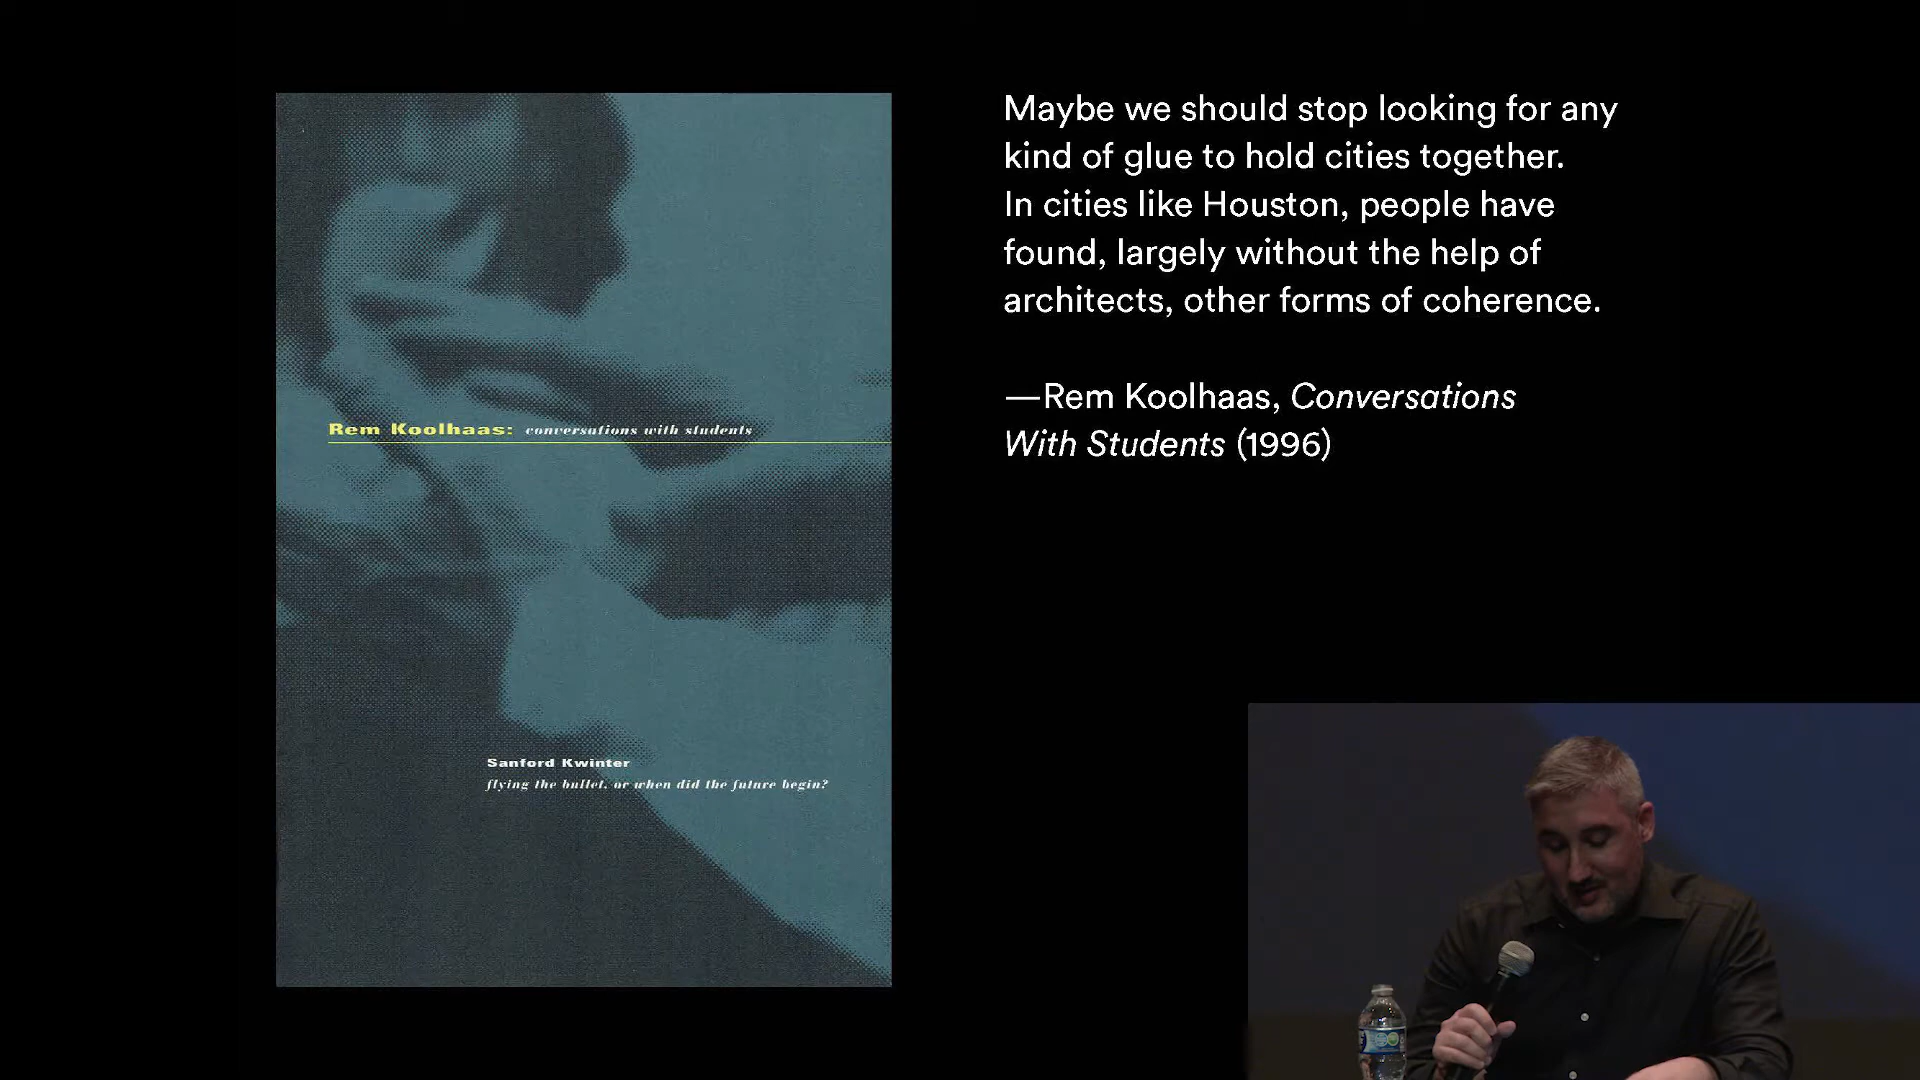 Maybe we should stop looking for any
kind of glue to hold cities together.
In cities like Houston, people have
found, largely without the help of
architects, other forms of coherence.
—Rem Koolhaas, Conversations
With Students (1996)
Rem Koolhaas: conversations with students
Sanford Kwinter
flying the bullet, or when did the future begin?